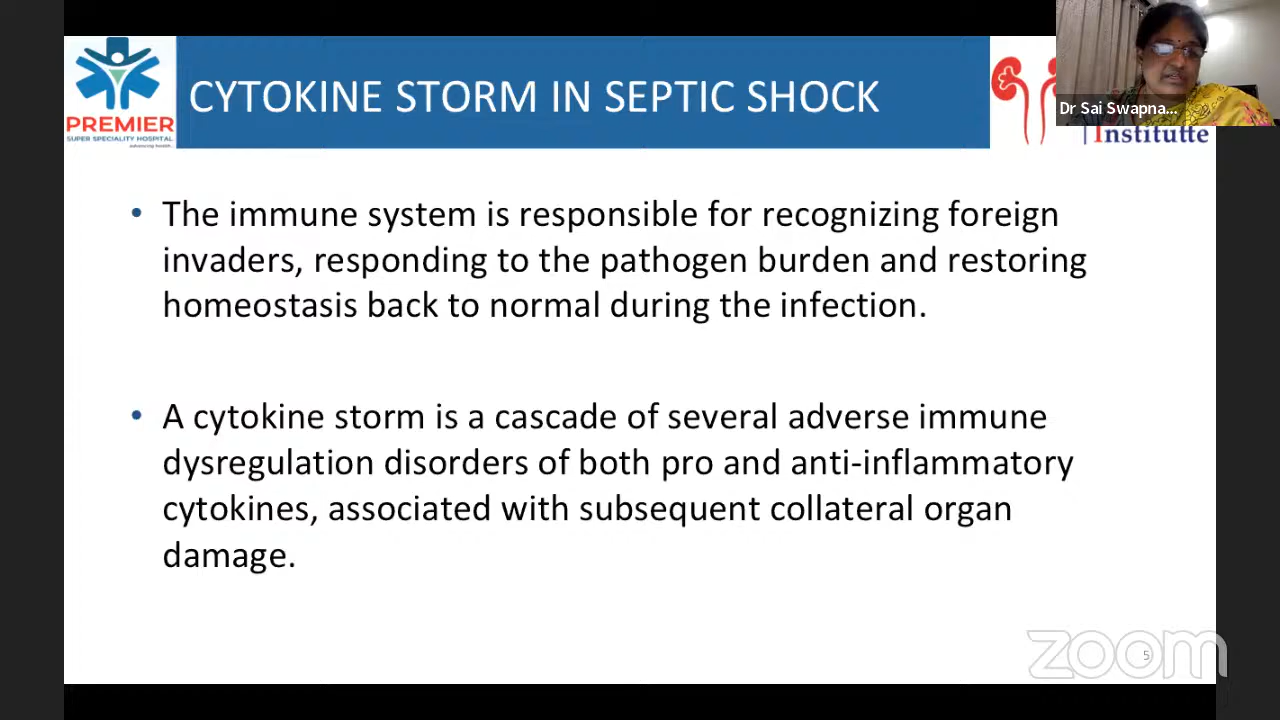 PREMIER
SUPER SPECIALITY HOSPITAL
CYTOKINE STORM IN SEPTIC SHOCK
Dr Sai Swapna...
Institutte
• The immune system is responsible for recognizing foreign
invaders, responding to the pathogen burden and restoring
homeostasis back to normal during the infection.
• A cytokine storm is a cascade of several adverse immune
dysregulation disorders of both pro and anti-inflammatory
cytokines, associated with subsequent collateral organ
damage.
zoom
5